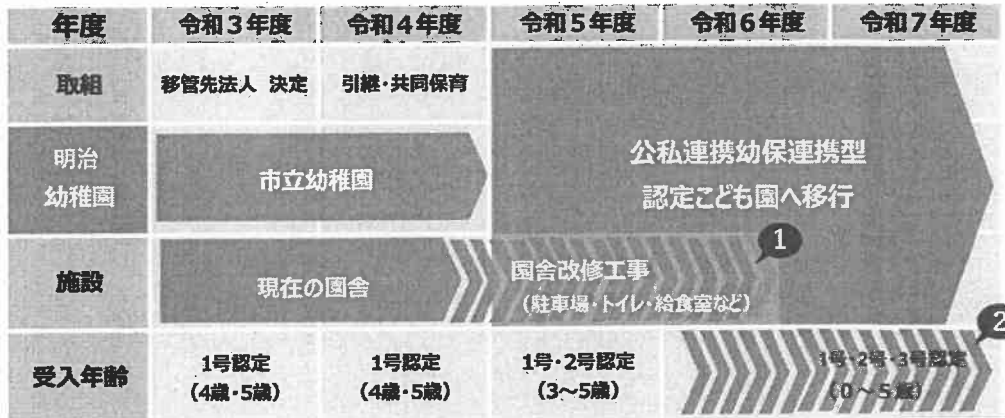 年度 令和3年度 令和4年度 令和5年度 令和6年度 令和7年度
取組 移管先法人 決定 引継・共同保育
明治
幼稚園
市立幼稚園
公私連携幼保連携型
認定こども園へ移行
施設 現在の園舎
園舎改修工事
(駐車場・トイレ・給食室など)
1
受入年齢
1号認定
(4歳・5歳)
1号認定
(4歳・5歳)
1号・2号認定
(3～5歳)
1号・2号・3号認定
(0～5歳)
2